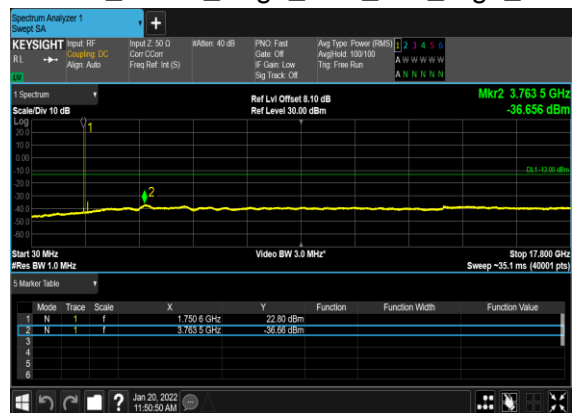 Spectrum Analyzer 1
Swept SA
+
KEYSIGHT Input: RF Input Z: 50 Ω #Atten: 40 dB PNO: Fast Avg Type: Power (RMS) 1 2 3 4 5 6
RL Coupling: DC Corr CCorr Gate: Off Avg|Hold: 100/100 A W W W W W
Align: Auto Freq Ref: Int (S) IF Gain: Low Trig: Free Run
Sig Track: Off A N N N N N
1 Spectrum Ref Lvl Offset 8.10 dB Mkr2 3.763 5 GHz
Scale/Div 10 dB Ref Level 30.00 dBm -36.656 dBm
Log
20.0
10.0
0.00
-10.0
-20.0
-30.0
-40.0
-50.0
-60.0
1
2
DL1 -13.00 dBm
Start 30 MHz Video BW 3.0 MHz* Stop 17.800 GHz
#Res BW 1.0 MHz Sweep ~35.1 ms (40001 pts)
5 Marker Table
Mode Trace Scale X Y Function Function Width Function Value
1 N 1 f 1.750 6 GHz 22.80 dBm
2 N 1 f 3.763 5 GHz -36.66 dBm
3
4
5
6
? Jan 20, 2022
11:50:50 AM